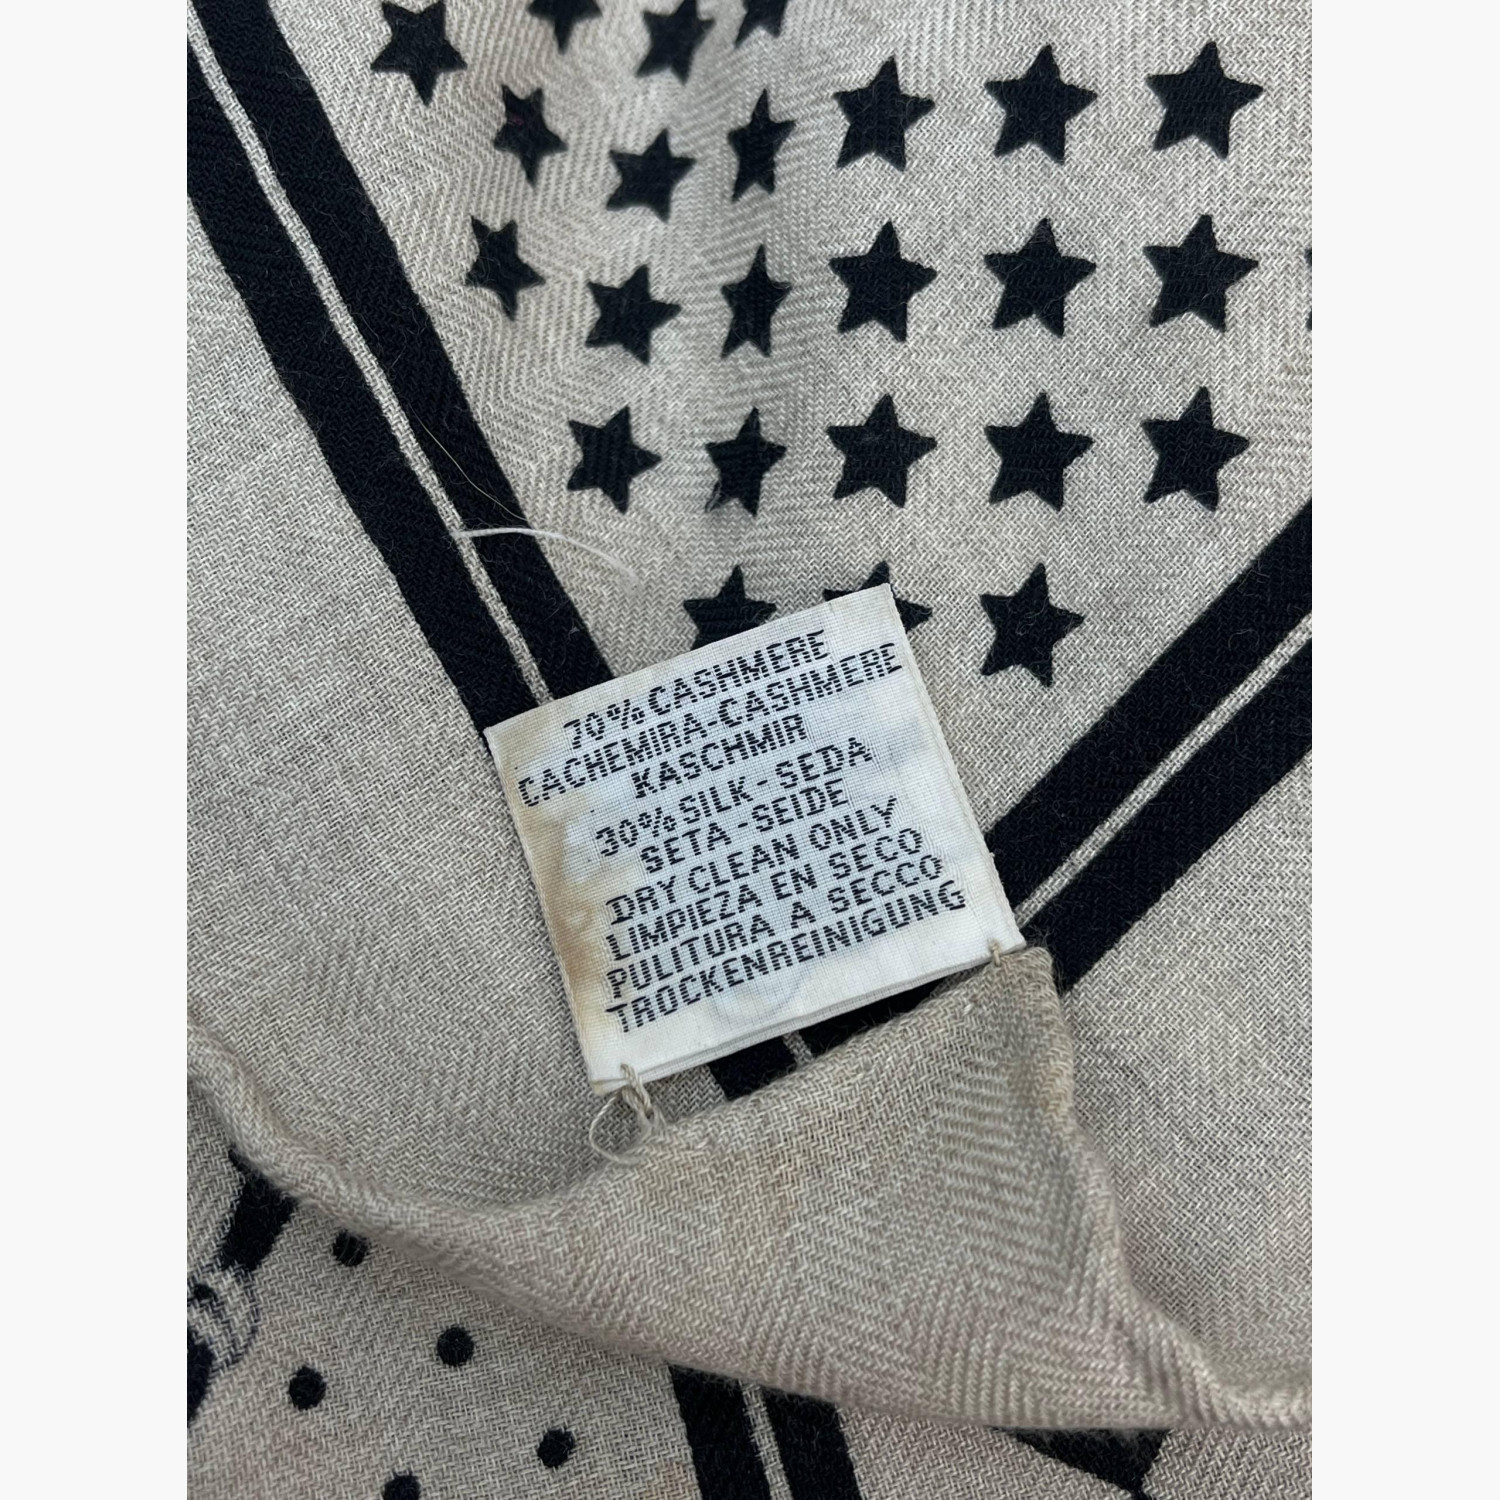 70% CASHMERE
CACHEMIRA-CASHMERE
KASCHMIR
30% SILK-SEDA
SETA-SEIDE
DRY CLEAN ONLY
LIMPIEZA EN SECO
PULITURA A SECCO
TROCKENREINIGUNG